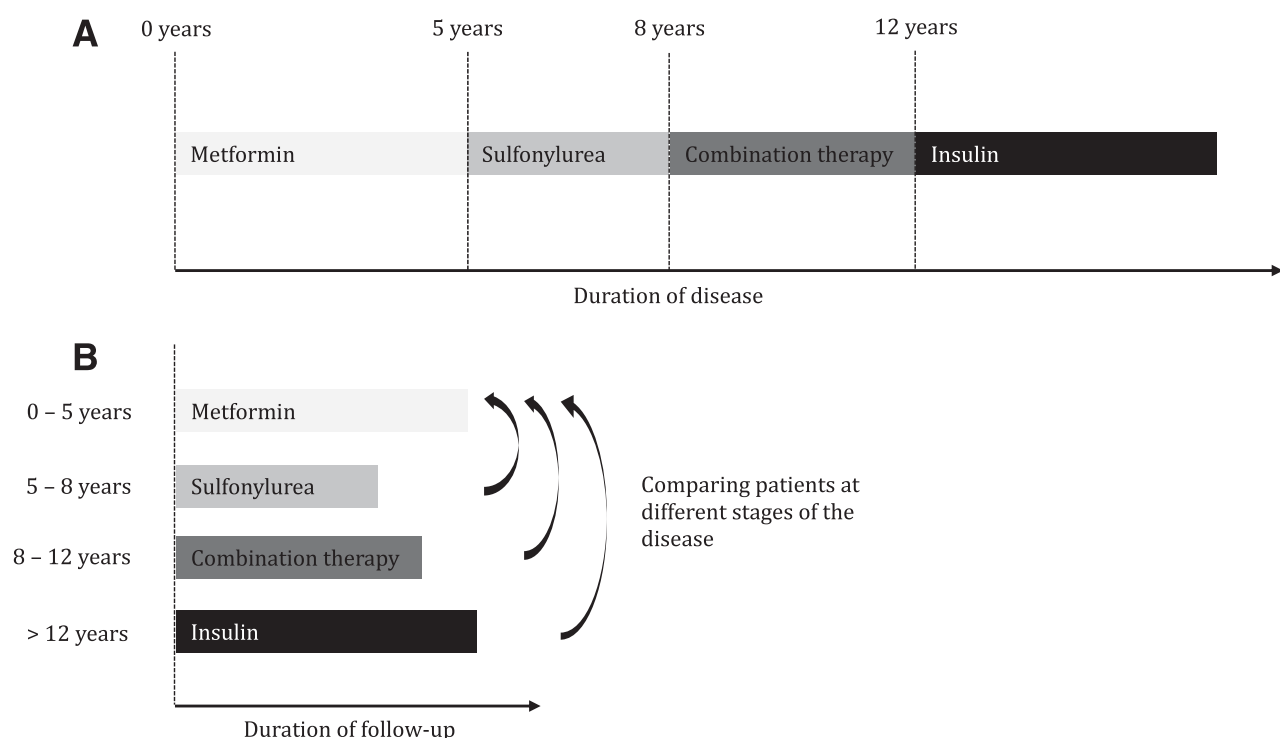 A
0 years
5 years
8 years
12 years
Metformin
Sulfonylurea
Combination therapy
Insulin
Duration of disease
B
0 – 5 years
Metformin
5 – 8 years
Sulfonylurea
8 – 12 years
Combination therapy
> 12 years
Insulin
Comparing patients at
different stages of the
disease
Duration of follow-up